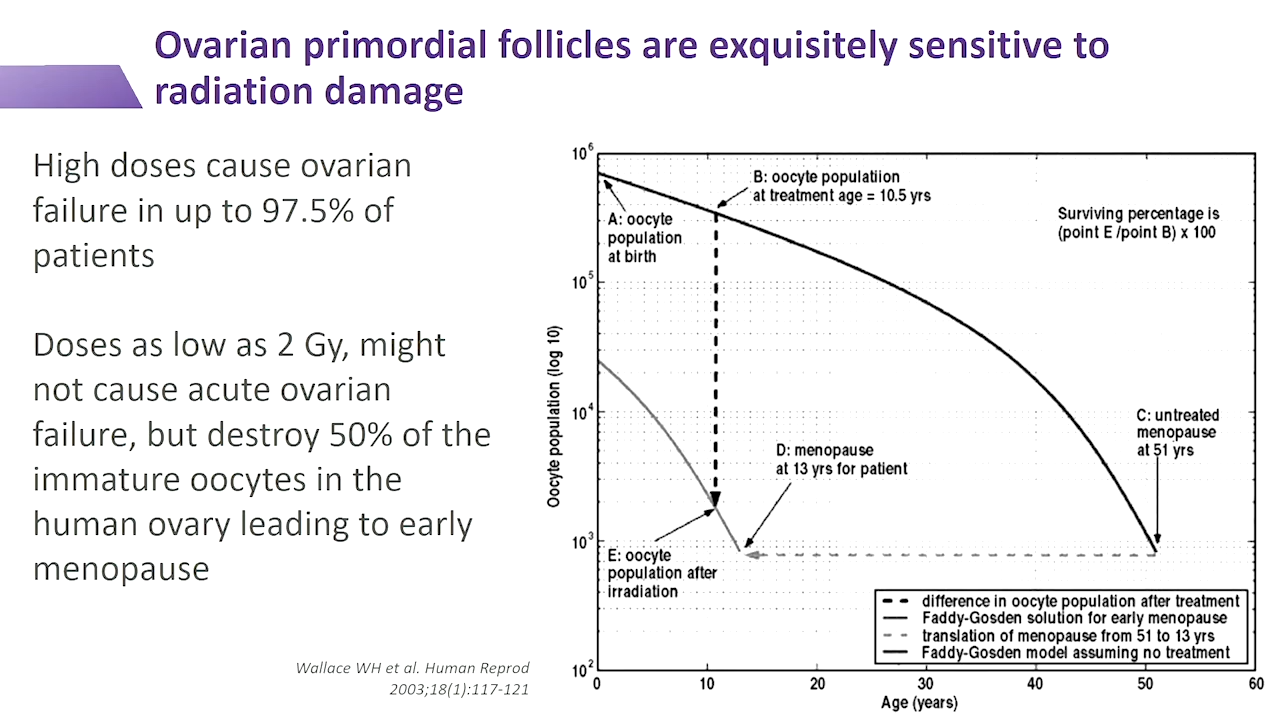 Ovarian primordial follicles are exquisitely sensitive to
radiation damage
High doses cause ovarian
failure in up to 97.5% of
patients
Doses as low as 2 Gy, might
not cause acute ovarian
failure, but destroy 50% of the
immature oocytes in the
human ovary leading to early
menopause
Wallace WH et al. Human Reprod
2003;18(1):117-121
Oocyte population (log 10)
10^6
10^5
10^4
10^3
10^2
A: oocyte
population
at birth
B: oocyte populatiion
at treatment age = 10.5 yrs
Surviving percentage is
(point E /point B) x 100
C: untreated
menopause
at 51 yrs
D: menopause
at 13 yrs for patient
E: oocyte
population after
irradiation
difference in oocyte population after treatment
Faddy-Gosden solution for early menopause
translation of menopause from 51 to 13 yrs
Faddy-Gosden model assuming no treatment
0 10 20 30 40 50 60
Age (years)